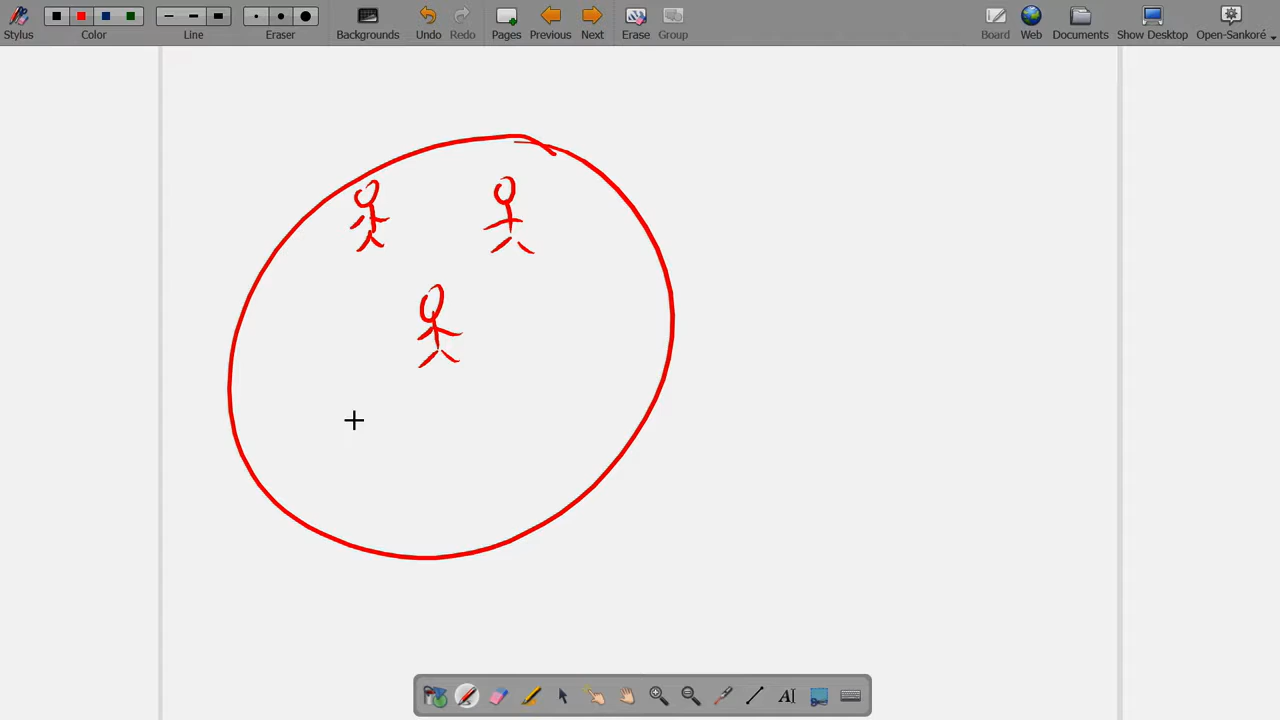 Stylus Color Line Eraser Backgrounds Undo Redo Pages Previous Next Erase Group Board Web Documents Show Desktop Open-Sankoré